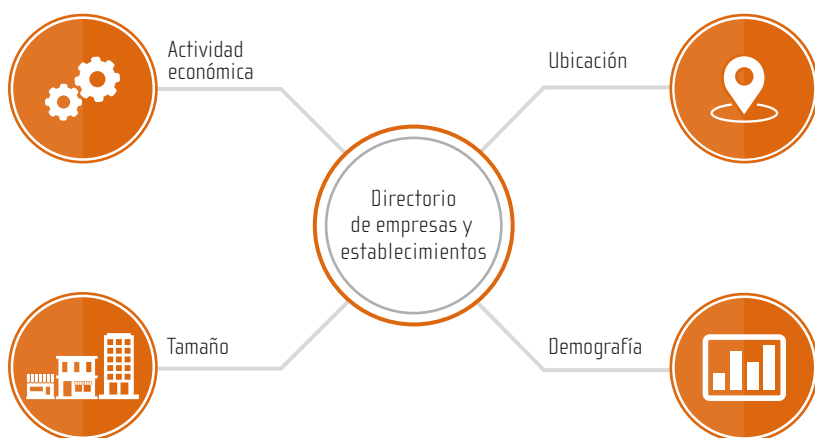 Actividad
económica
Ubicación
Directorio
de empresas y
establecimientos
Tamaño
Demografía